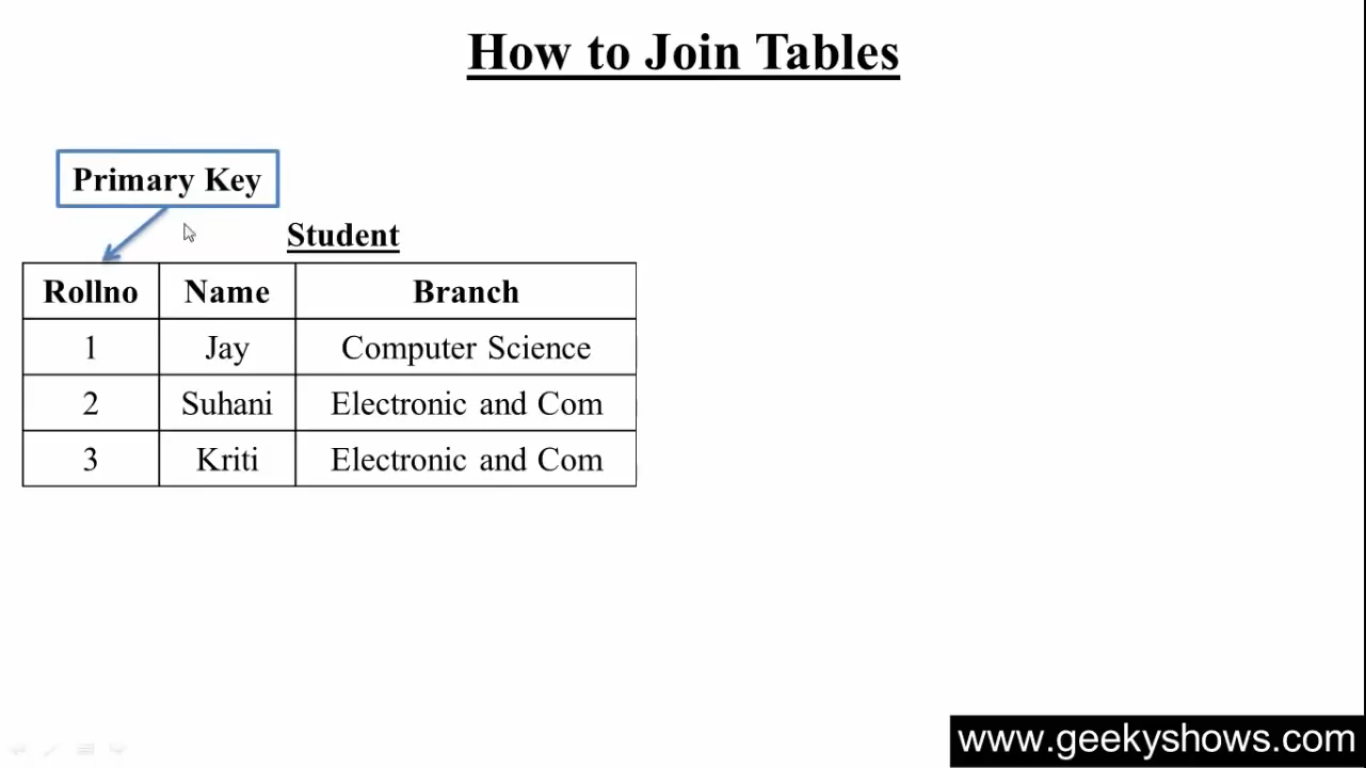 How to Join Tables
Primary Key
Student
Rollno Name Branch
1 Jay Computer Science
2 Suhani Electronic and Com
3 Kriti Electronic and Com
www.geekyshows.com